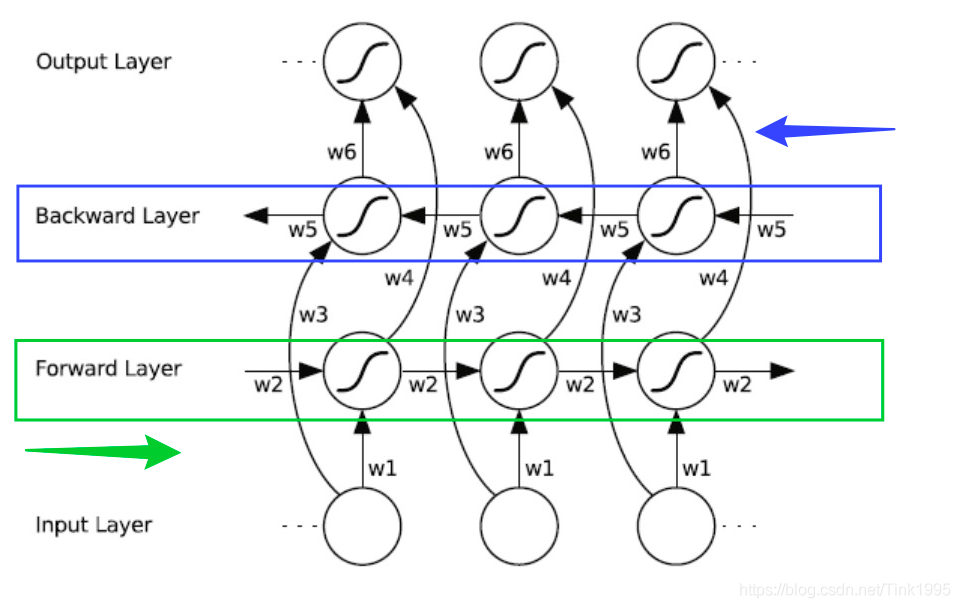 Output Layer
w6 w6 w6
Backward Layer
w5 w5 w5 w5
w4 w4 w4
w3 w3 w3
Forward Layer
w2 w2 w2 w2
w1 w1 w1
Input Layer
https://blog.csdn.net/Tink1995